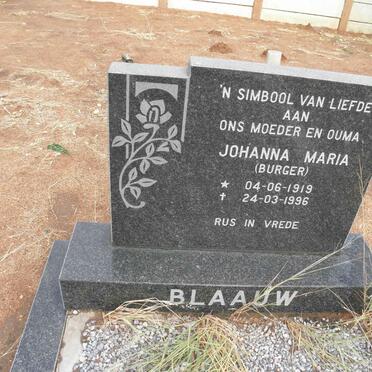 'N SIMBOOL VAN LIEFDE
AAN
ONS MOEDER EN OUMA
JOHANNA MARIA
(BURGER)
* 04-06-1919
† 24-03-1996
RUS IN VREDE
BLAAUW